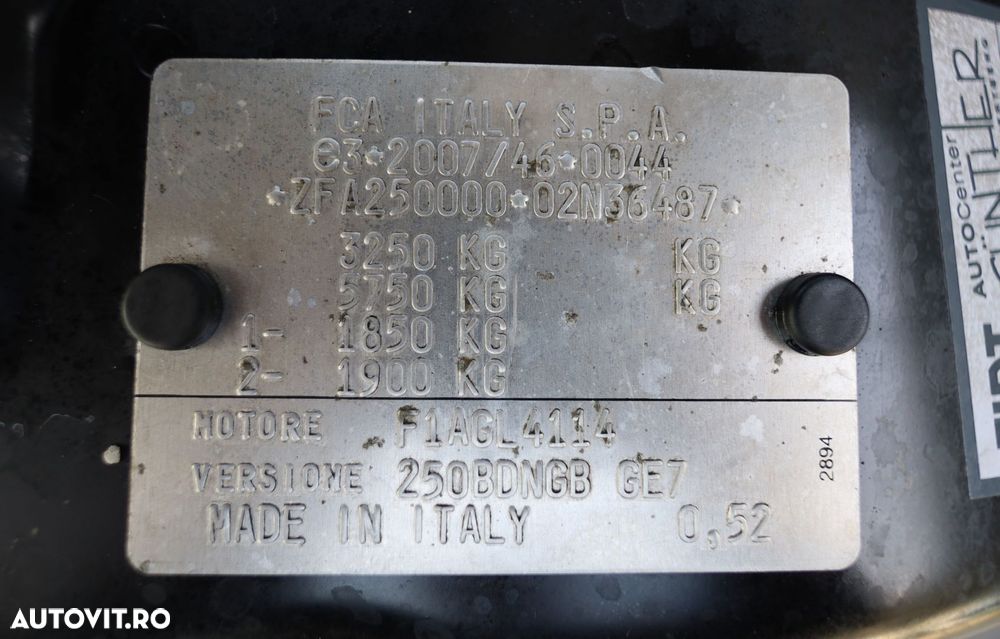 FCA ITALY S.P.A.
e3*2007/46*0044
*ZFA250000*02N36487*
3250 KG KG
5750 KG KG
1- 1850 KG
2- 1900 KG
MOTORE F1AGL4114
VERSIONE 250BDNGB GE7
MADE IN ITALY 0,52
2894
AUTOCenter
GÜNTHER
AUTOVIT.RO